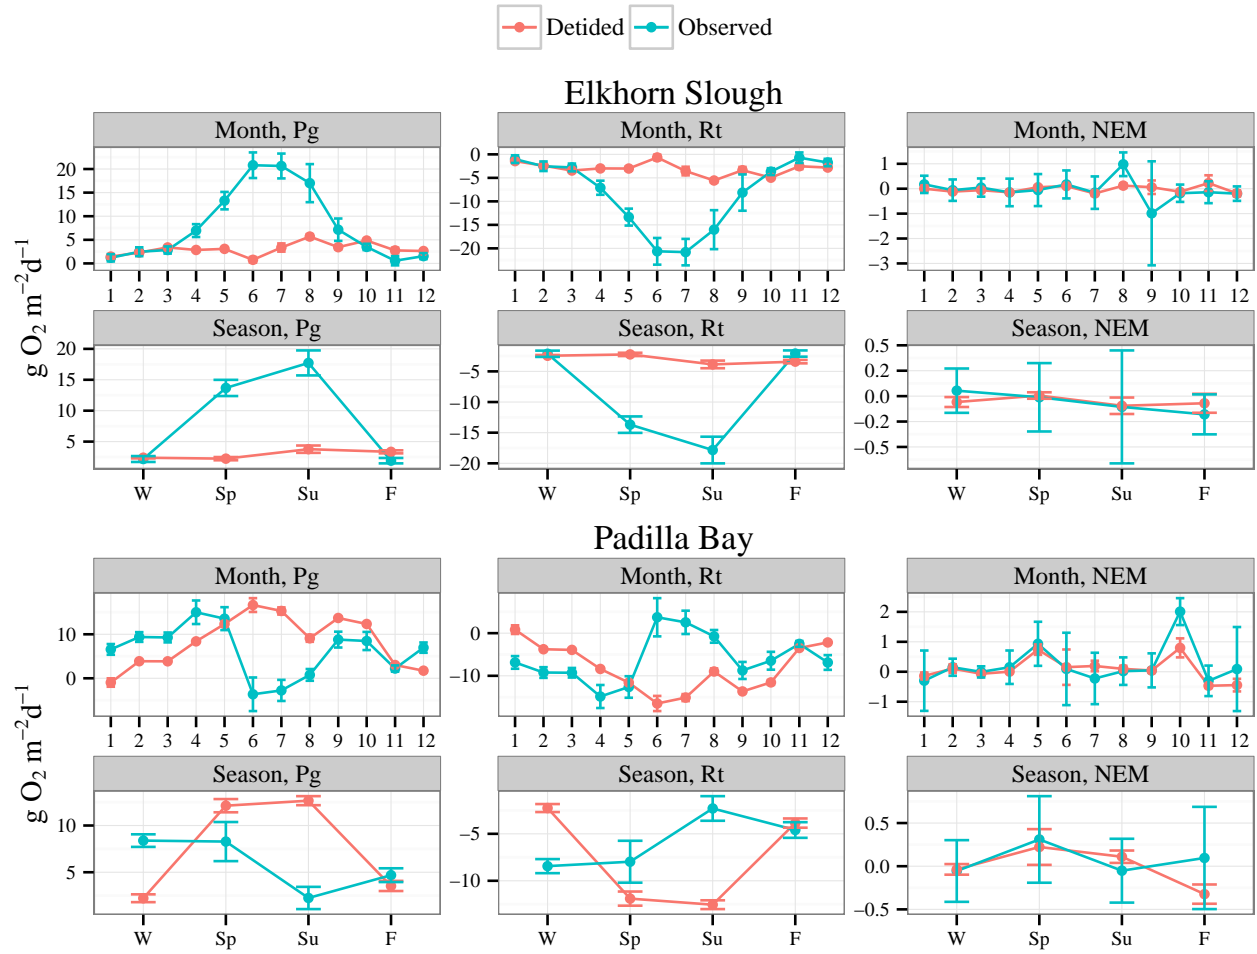 Detided Observed
Elkhorn Slough
Month, Pg Month, Rt Month, NEM
20
15
10
5
0
0
−5
−10
−15
−20
1
0
−1
−2
−3
1 2 3 4 5 6 7 8 9 10 11 12
1 2 3 4 5 6 7 8 9 10 11 12
1 2 3 4 5 6 7 8 9 10 11 12
g O₂ m⁻²d⁻¹
Season, Pg Season, Rt Season, NEM
20
15
10
5
−5
−10
−15
−20
0.5
0.2
0.0
−0.2
−0.5
W Sp Su F
W Sp Su F
W Sp Su F
Padilla Bay
Month, Pg Month, Rt Month, NEM
10
0
0
−10
2
1
0
−1
1 2 3 4 5 6 7 8 9 10 11 12
1 2 3 4 5 6 7 8 9 10 11 12
1 2 3 4 5 6 7 8 9 10 11 12
g O₂ m⁻²d⁻¹
Season, Pg Season, Rt Season, NEM
10
5
−5
−10
0.5
0.0
−0.5
W Sp Su F
W Sp Su F
W Sp Su F